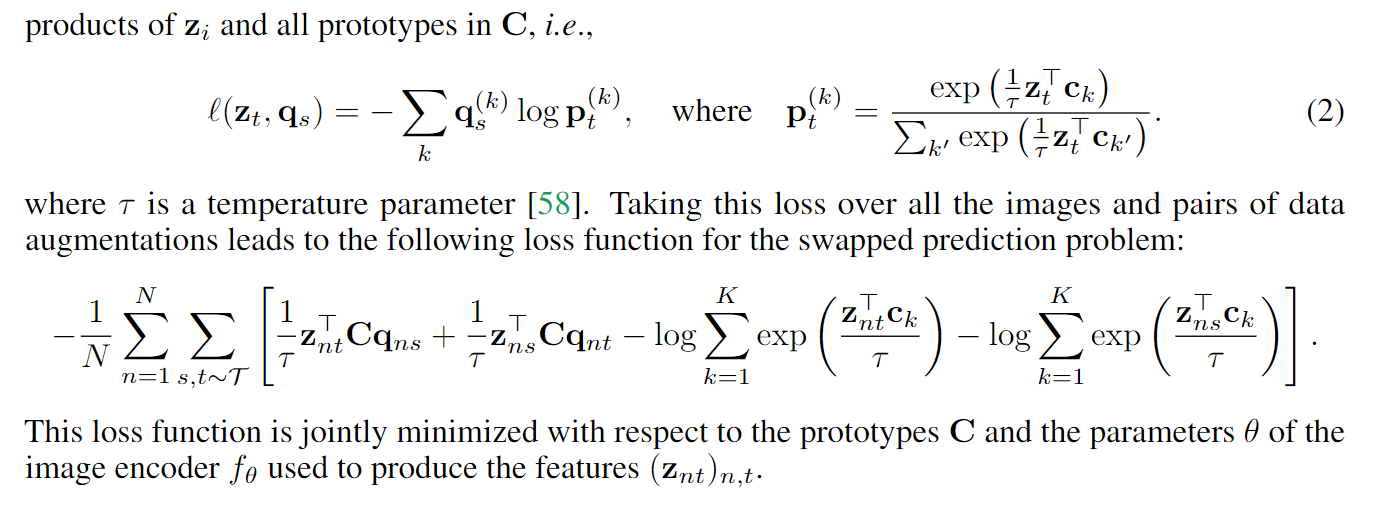 products of $\mathbf{z}_i$ and all prototypes in $\mathbf{C}$, i.e.,
$\ell(\mathbf{z}_t, \mathbf{q}_s) = -\sum_k \mathbf{q}_s^{(k)} \log \mathbf{p}_t^{(k)}, \quad \text{where} \quad \mathbf{p}_t^{(k)} = \frac{\exp\left(\frac{1}{\tau}\mathbf{z}_t^\top \mathbf{c}_k\right)}{\sum_{k'} \exp\left(\frac{1}{\tau}\mathbf{z}_t^\top \mathbf{c}_{k'}\right)}. \quad (2)$
where $\tau$ is a temperature parameter [58]. Taking this loss over all the images and pairs of data
augmentations leads to the following loss function for the swapped prediction problem:
$-\frac{1}{N} \sum_{n=1}^{N} \sum_{s,t\sim\mathcal{T}} \left[ \frac{1}{\tau}\mathbf{z}_{nt}^\top \mathbf{C}\mathbf{q}_{ns} + \frac{1}{\tau}\mathbf{z}_{ns}^\top \mathbf{C}\mathbf{q}_{nt} - \log \sum_{k=1}^{K} \exp\left(\frac{\mathbf{z}_{nt}^\top \mathbf{c}_k}{\tau}\right) - \log \sum_{k=1}^{K} \exp\left(\frac{\mathbf{z}_{ns}^\top \mathbf{c}_k}{\tau}\right) \right].$
This loss function is jointly minimized with respect to the prototypes $\mathbf{C}$ and the parameters $\theta$ of the
image encoder $f_\theta$ used to produce the features $(\mathbf{z}_{nt})_{n,t}$.